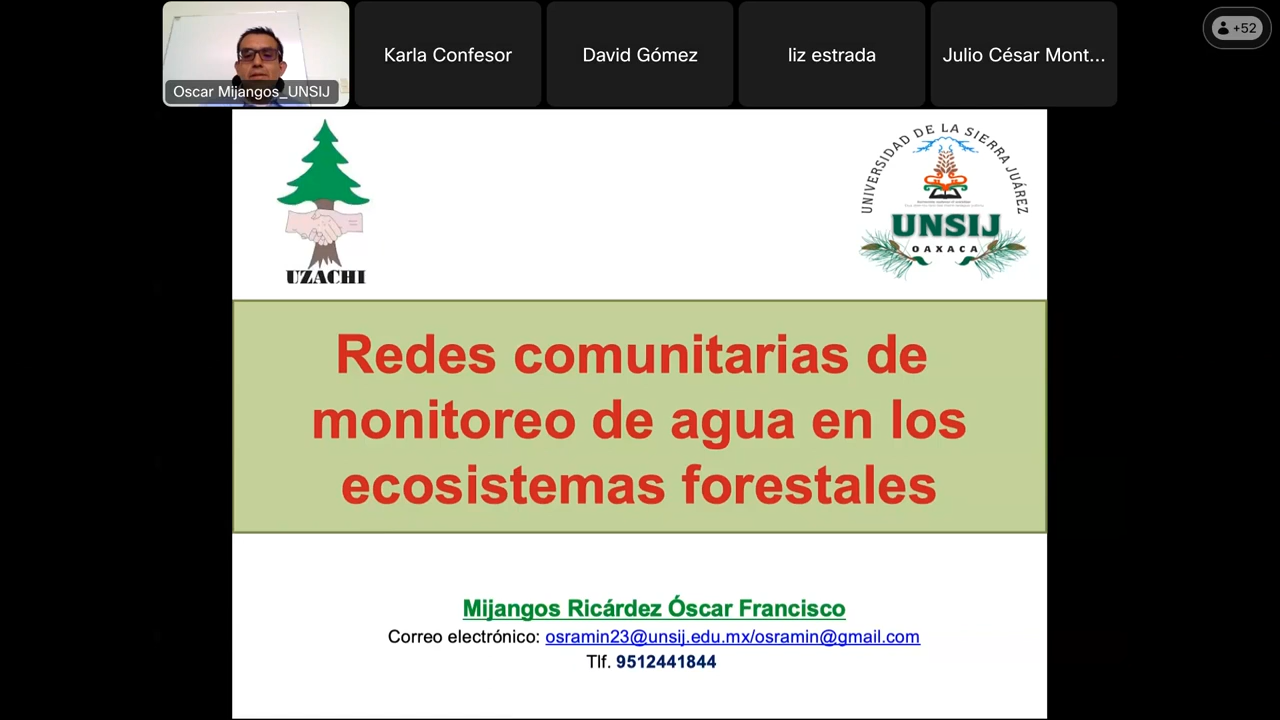 +52
Oscar Mijangos_UNSIJ
Karla Confesor
David Gómez
liz estrada
Julio César Mont...
UZACHI
UNIVERSIDAD DE LA SIERRA JUÁREZ
UNSIJ
OAXACA
Redes comunitarias de
monitoreo de agua en los
ecosistemas forestales
Mijangos Ricárdez Óscar Francisco
Correo electrónico: osramin23@unsij.edu.mx/osramin@gmail.com
Tlf. 9512441844